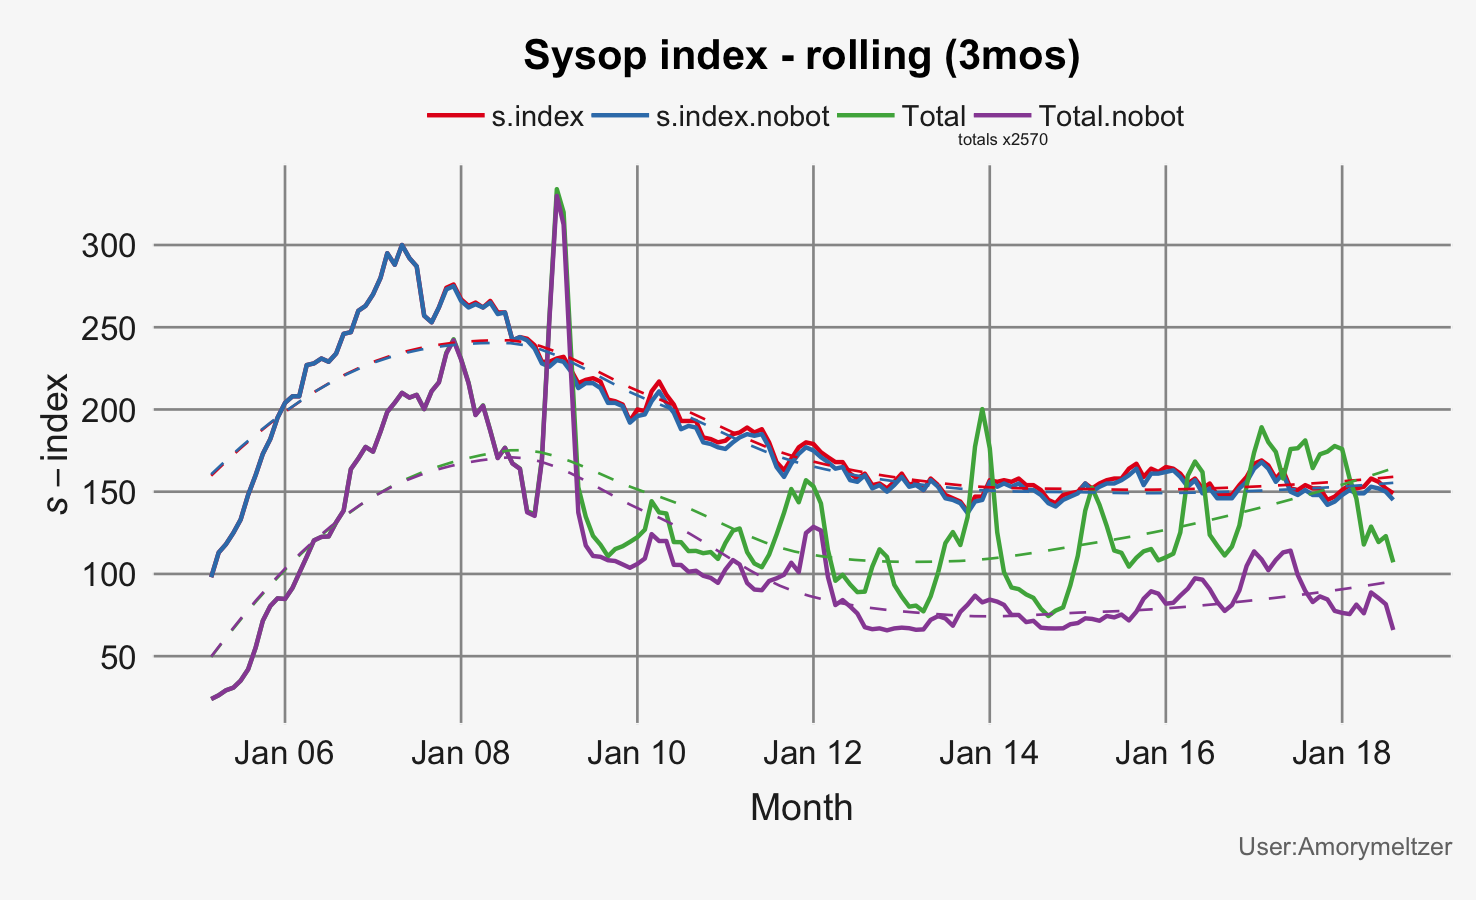 Sysop index - rolling (3mos)
s.index s.index.nobot Total Total.nobot
totals x2570
300
250
200
150
100
50
s – index
Jan 06 Jan 08 Jan 10 Jan 12 Jan 14 Jan 16 Jan 18
Month
User:Amorymeltzer